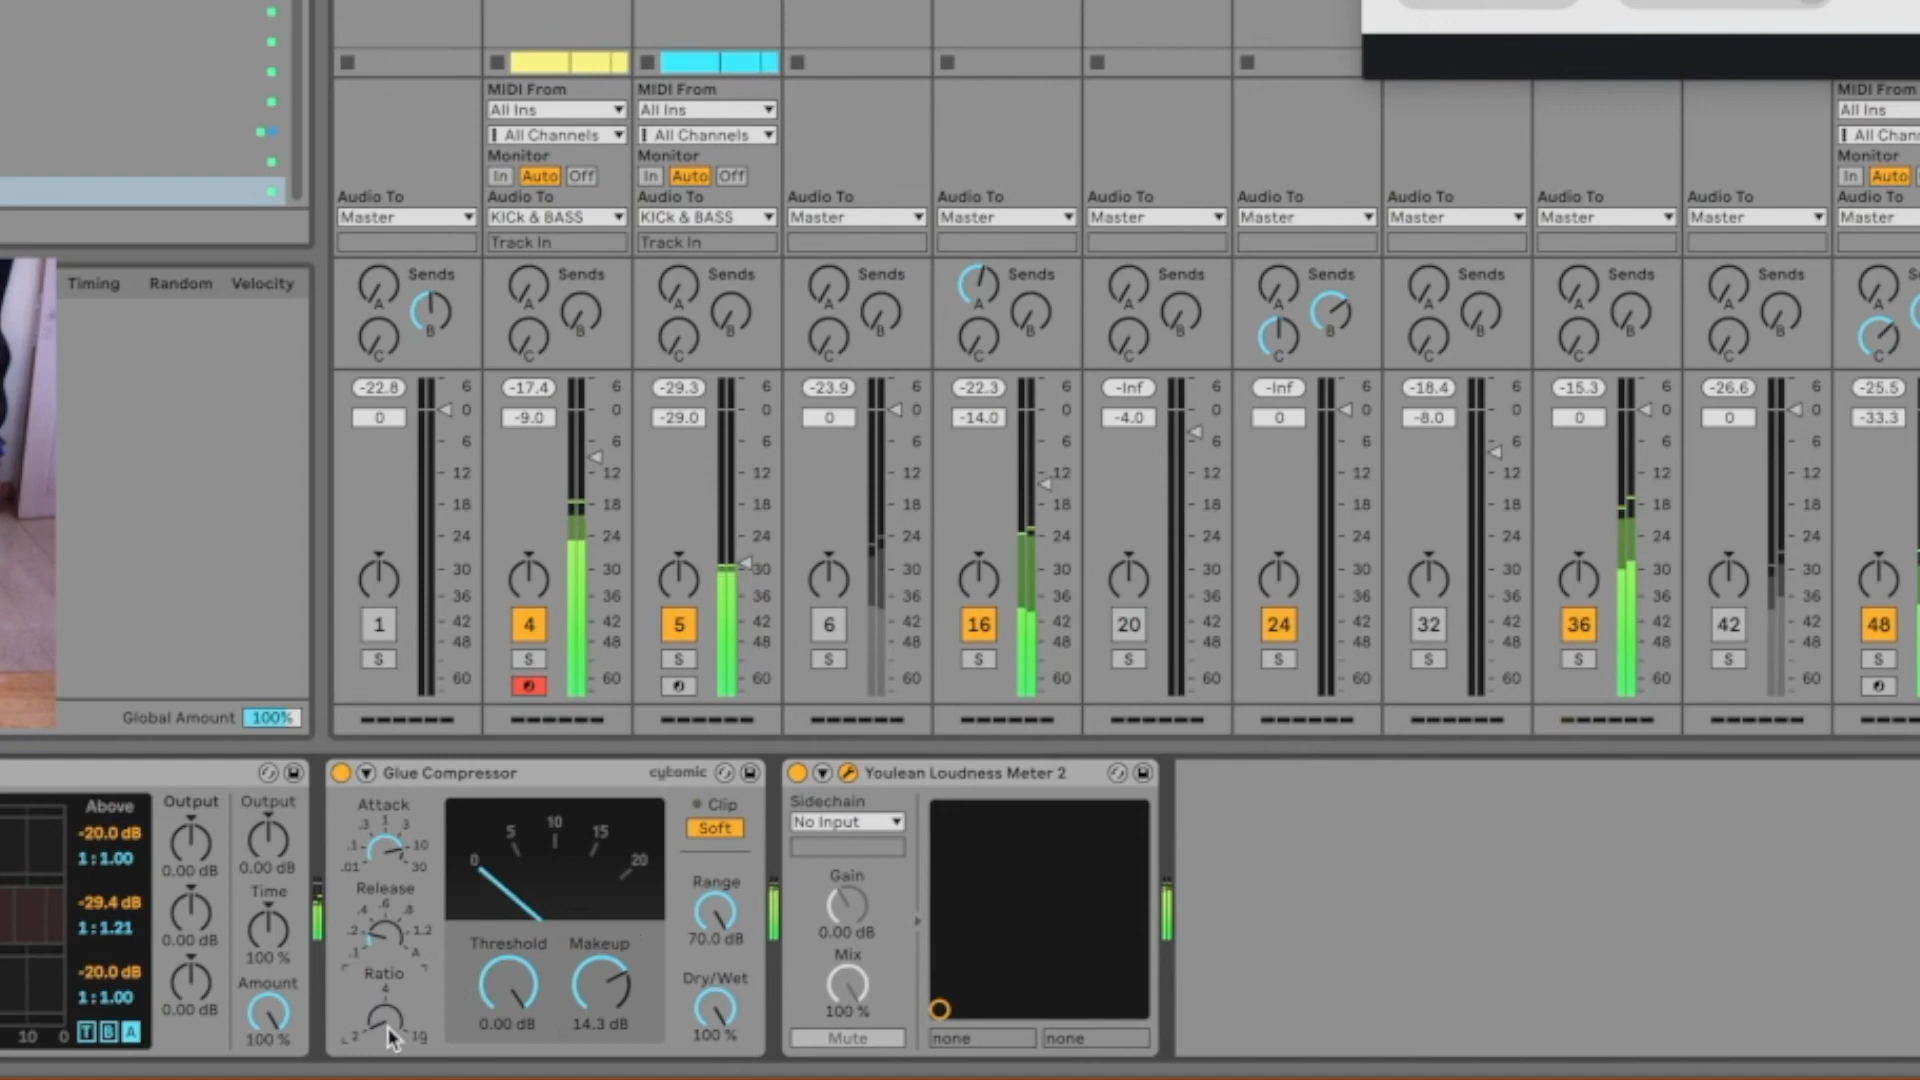 MIDI From MIDI From MIDI From
All Ins All Ins All Ins
All Channels All Channels All Chan
Monitor Monitor Monitor
In Auto Off In Auto Off In Auto
Audio To Audio To Audio To Audio To Audio To Audio To Audio To Audio To Audio To Audio To Audio To
Master KICk & BASS KICk & BASS Master Master Master Master Master Master Master Master
Track In Track In
Timing Random Velocity
Sends Sends Sends Sends Sends Sends Sends Sends Sends Sends
A A A A A A A A A A A
B B B B B B B B B B
C C C C C C C C C C C
-22.8 6 -17.4 6 -29.3 6 -23.9 6 -22.3 6 -Inf 6 -Inf 6 -18.4 6 -15.3 6 -26.6 6 -25.5
0 0 -9.0 0 -29.0 0 0 0 -14.0 0 -4.0 0 0 0 -8.0 0 0 0 0 0 -33.3
6 6 6 6 6 6 6 6 6 6
12 12 12 12 12 12 12 12 12 12
18 18 18 18 18 18 18 18 18 18
24 24 24 24 24 24 24 24 24 24
30 30 30 30 30 30 30 30 30 30
36 36 36 36 36 36 36 36 36 36
1 42 4 42 5 42 6 42 16 42 20 42 24 42 32 42 36 42 42 42 48
48 48 48 48 48 48 48 48 48 48
S S S S S S S S S S S
60 60 60 60 60 60 60 60 60 60
Global Amount 100%
Above
-20.0 dB
1 : 1.00
-29.4 dB
1 : 1.21
-20.0 dB
1 : 1.00
T B A
10 0
Output
0.00 dB
0.00 dB
0.00 dB
Output
0.00 dB
Time
100 %
Amount
100 %
Glue Compressor cytomic
Attack
.01 .1 .3 1 3 10 30
Release
.1 .2 .4 .6 .8 1.2 A
Ratio
2 4 10
0 5 10 15 20
Threshold Makeup
0.00 dB 14.3 dB
Clip
Soft
Range
70.0 dB
Dry/Wet
100 %
Youlean Loudness Meter 2
Sidechain
No Input
Gain
0.00 dB
Mix
100 %
Mute
none none